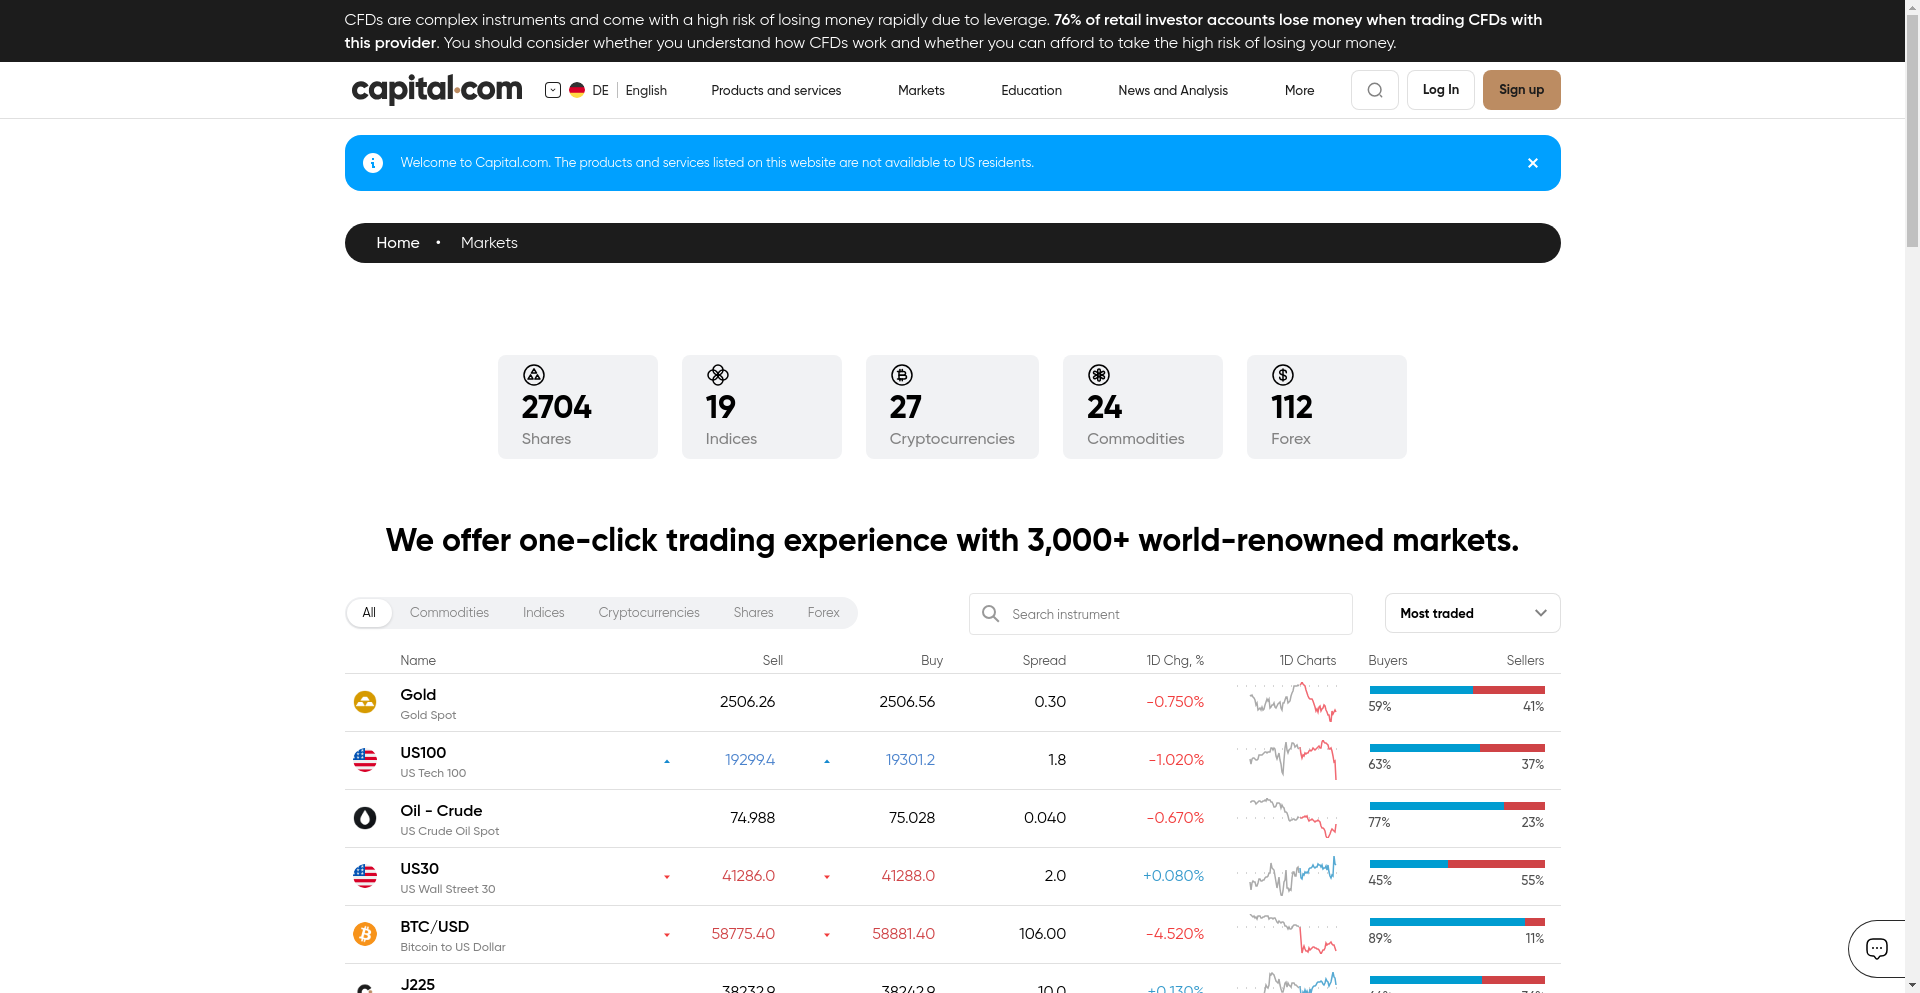 CFDs are complex instruments and come with a high risk of losing money rapidly due to leverage. 76% of retail investor accounts lose money when trading CFDs with
this provider. You should consider whether you understand how CFDs work and whether you can afford to take the high risk of losing your money.
capital.com DE English Products and services Markets Education News and Analysis More Log In Sign up
Welcome to Capital.com. The products and services listed on this website are not available to US residents.
Home • Markets
2704 19 27 24 112
Shares Indices Cryptocurrencies Commodities Forex
We offer one-click trading experience with 3,000+ world-renowned markets.
All Commodities Indices Cryptocurrencies Shares Forex Search instrument Most traded
Name Sell Buy Spread 1D Chg, % 1D Charts Buyers Sellers
Gold 2506.26 2506.56 0.30 -0.750%
Gold Spot 59% 41%
US100 19299.4 19301.2 1.8 -1.020%
US Tech 100 63% 37%
Oil - Crude 74.988 75.028 0.040 -0.670%
US Crude Oil Spot 77% 23%
US30 41286.0 41288.0 2.0 +0.080%
US Wall Street 30 45% 55%
BTC/USD 58775.40 58881.40 106.00 -4.520%
Bitcoin to US Dollar 89% 11%
J225 38232.9 38242.9 10.0 +0.130%